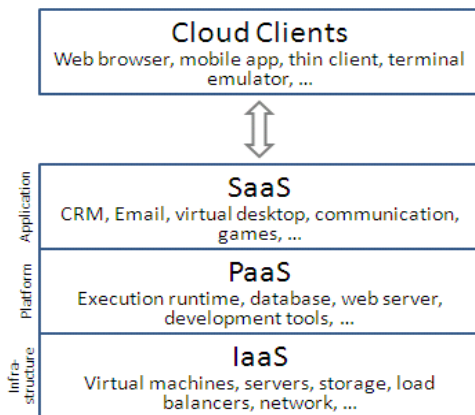 Cloud Clients
Web browser, mobile app, thin client, terminal
emulator, ...
Application
SaaS
CRM, Email, virtual desktop, communication,
games, ...
Platform
PaaS
Execution runtime, database, web server,
development tools, ...
Infra-
structure
IaaS
Virtual machines, servers, storage, load
balancers, network, ...